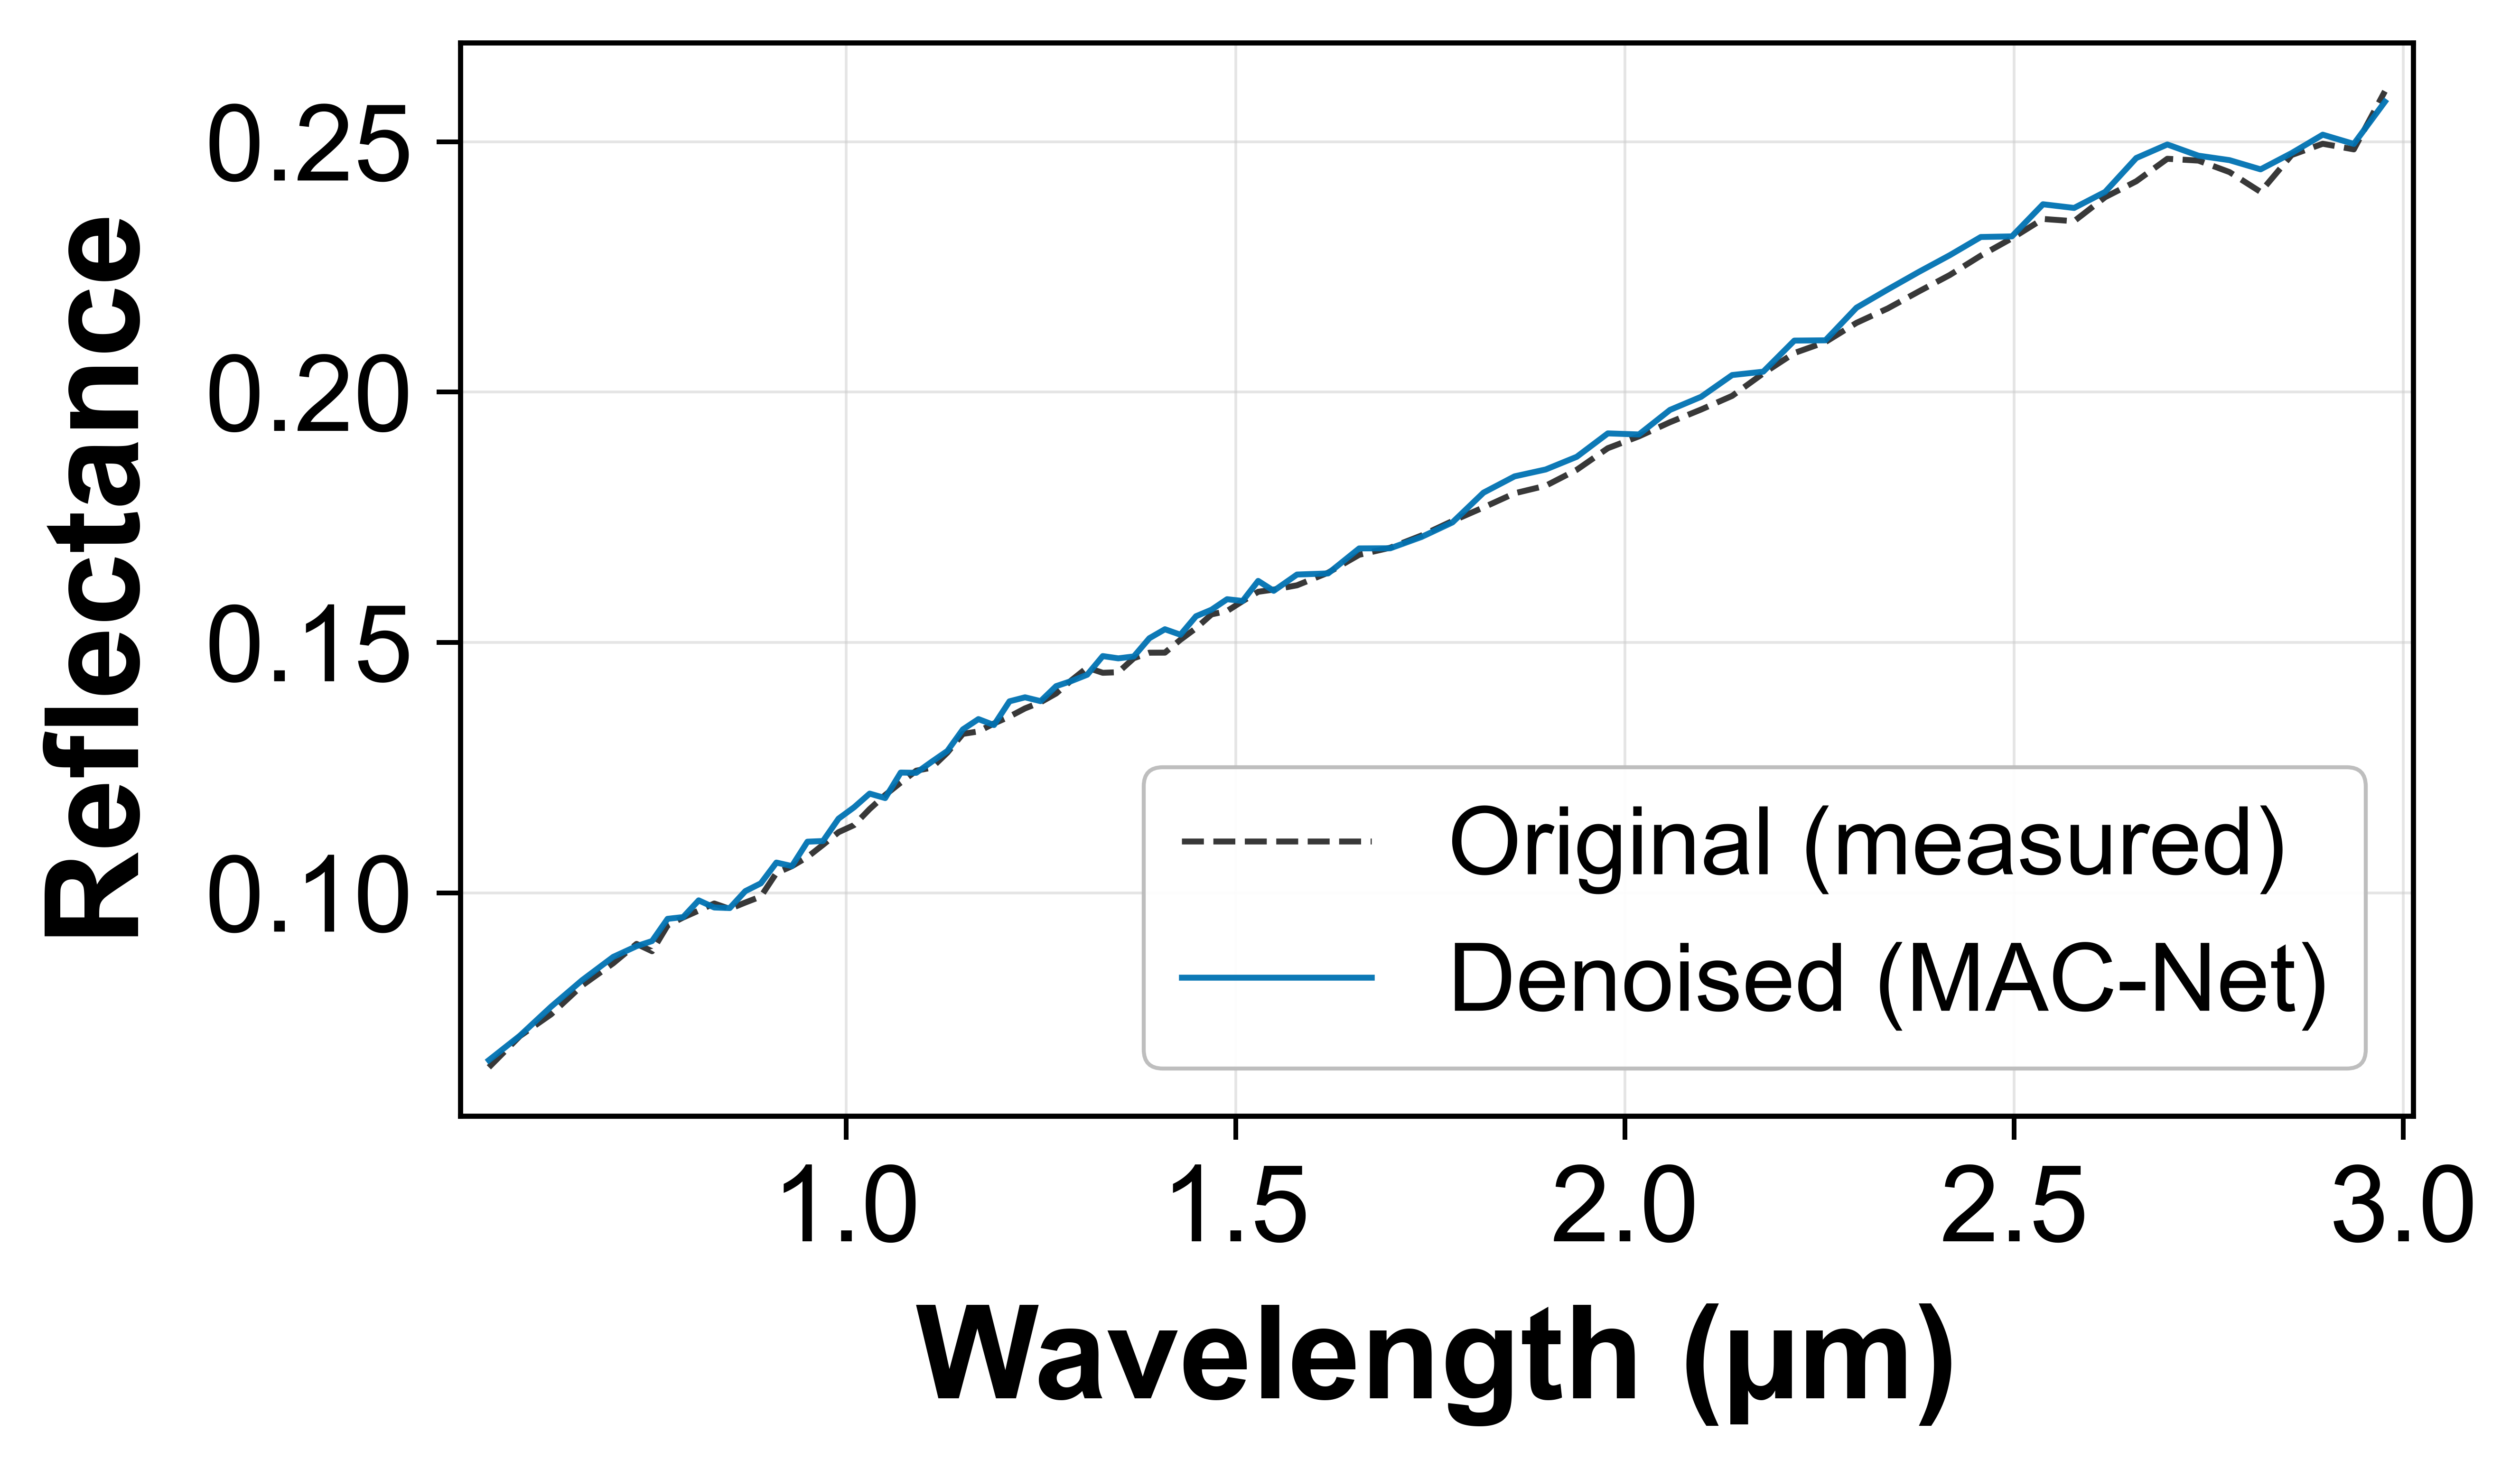 0.25
0.20
0.15
0.10
Reflectance
Original (measured)
Denoised (MAC-Net)
1.0 1.5 2.0 2.5 3.0
Wavelength (μm)